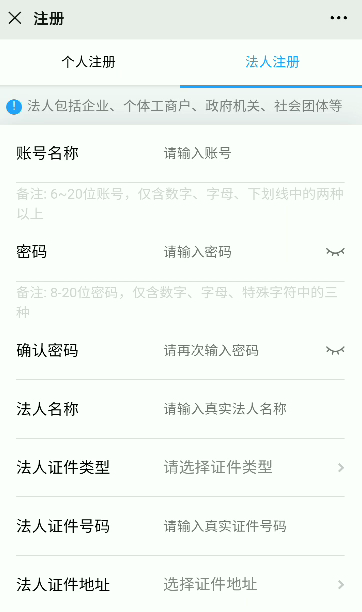 注册
个人注册
法人注册
法人包括企业、个体工商户、政府机关、社会团体等
账号名称
请输入账号
备注: 6~20位账号，仅含数字、字母、下划线中的两种
以上
密码
请输入密码
备注: 8-20位密码，仅含数字、字母、特殊字符中的三
种
确认密码
请再次输入密码
法人名称
请输入真实法人名称
法人证件类型
请选择证件类型
法人证件号码
请输入真实证件号码
法人证件地址
选择证件地址